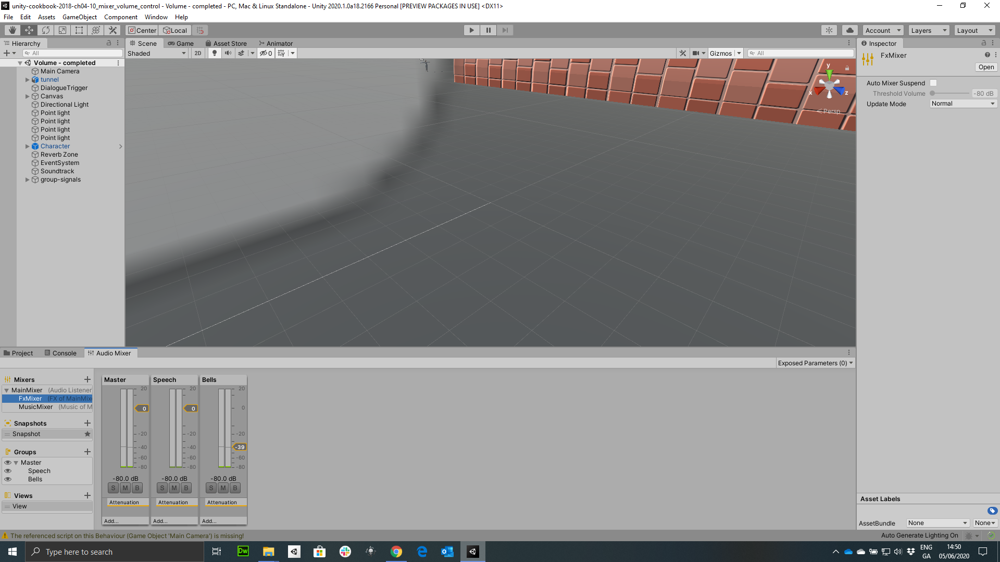 unity-cookbook-2018-ch04-10_mixer_volume_control - Volume - completed - PC, Mac & Linux Standalone - Unity 2020.1.0a18.2166 Personal [PREVIEW PACKAGES IN USE] <DX11>
File Edit Assets GameObject Component Window Help
Center Local Account Layers Layout
Hierarchy
All
Volume - completed
Main Camera
tunnel
DialogueTrigger
Canvas
Directional Light
Point light
Point light
Point light
Point light
Character
Reverb Zone
EventSystem
Soundtrack
group-signals
Scene Game Asset Store Animator
Shaded 2D 0 Gizmos All
y
x z
Persp
Inspector
FxMixer
Open
Auto Mixer Suspend
Threshold Volume -80 dB
Update Mode Normal
Project Console Audio Mixer
Exposed Parameters (0)
Mixers
MainMixer (Audio Listener
FxMixer (FX of MainMix
MusicMixer (Music of M
Snapshots
Snapshot
Groups
Master
Speech
Bells
Views
View
Master Speech Bells
20 20 20
0 0 0
-20 -20 -20
-40 -40 -39
-60 -60 -60
-80 -80 -80
-80.0 dB -80.0 dB -80.0 dB
S M B S M B S M B
Attenuation Attenuation Attenuation
Add... Add... Add...
Asset Labels
AssetBundle None None
The referenced script on this Behaviour (Game Object 'Main Camera') is missing!
Auto Generate Lighting On
Type here to search
Dw
ENG
GA
14:50
05/06/2020